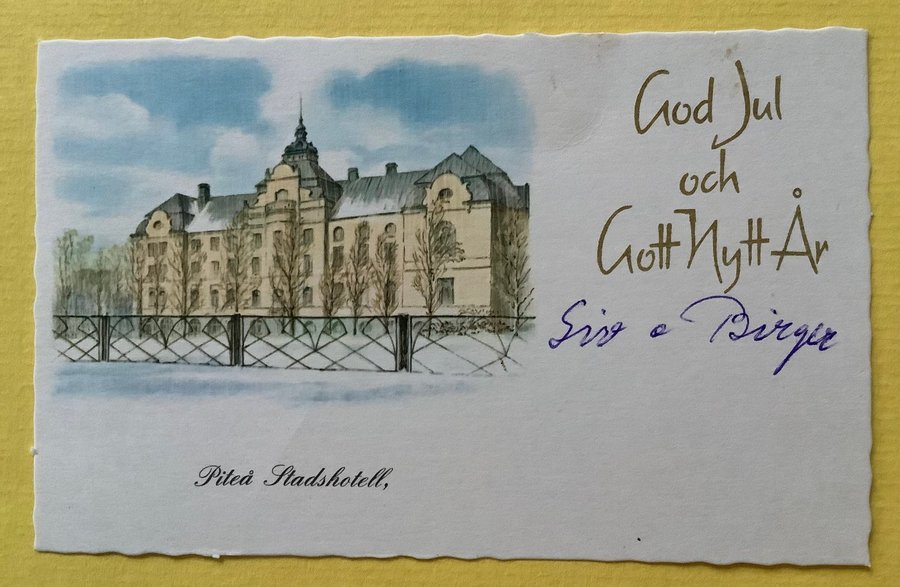 God Jul
och
Gott Nytt År
Siv o Birger
Piteå Stadshotell,